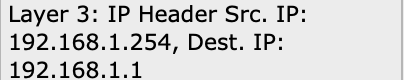 Layer 3: IP Header Src. IP:
192.168.1.254, Dest. IP:
192.168.1.1